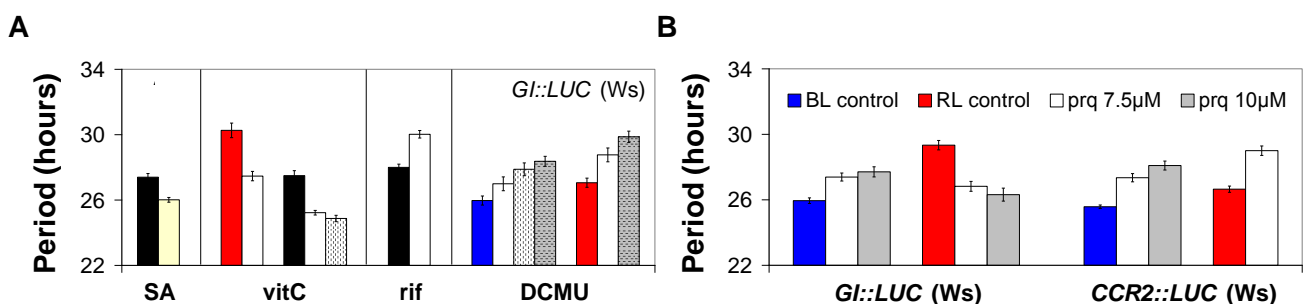 A
Period (hours)
34
30
26
22
GI::LUC (Ws)
SA vitC rif DCMU
B
Period (hours)
34
30
26
22
BL control RL control prq 7.5µM prq 10µM
GI::LUC (Ws) CCR2::LUC (Ws)